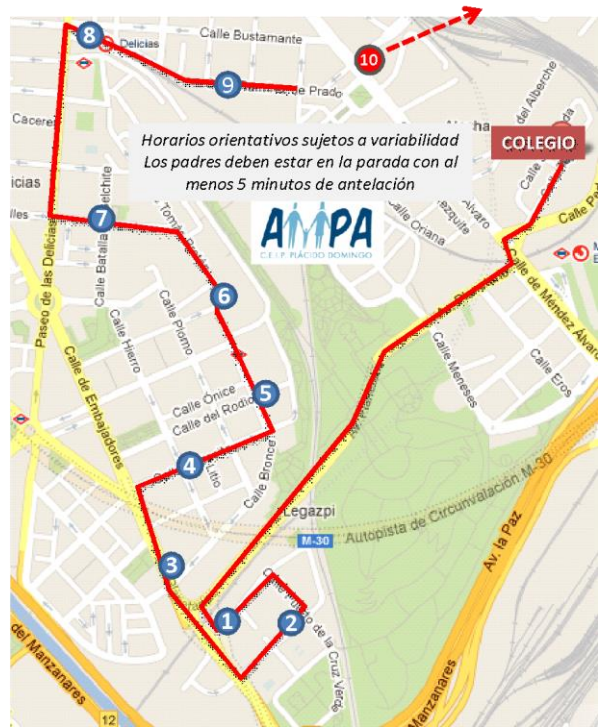 8
Delicias
Calle Bustamante
10
9
de Prado
Horarios orientativos sujetos a variabilidad
Los padres deben estar en la parada con al
menos 5 minutos de antelación
COLEGIO
AMPA
C.E.I.P. PLÁCIDO DOMINGO
7
6
5
4
3
1
2
Calle Oriana
Calle de Méndez Álvaro
Calle Meneses
Calle Eros
Paseo de las Delicias
Calle de Embajadores
Calle Batalla
Calle Hierro
Calle Plomo
Calle Ónice
Calle del Rodio
Calle Bronce
Legazpi
M-30
Autopista de Circunvalación M-30
Av. la Paz
de la Cruz Verde
del Manzanares
Manzanares
12